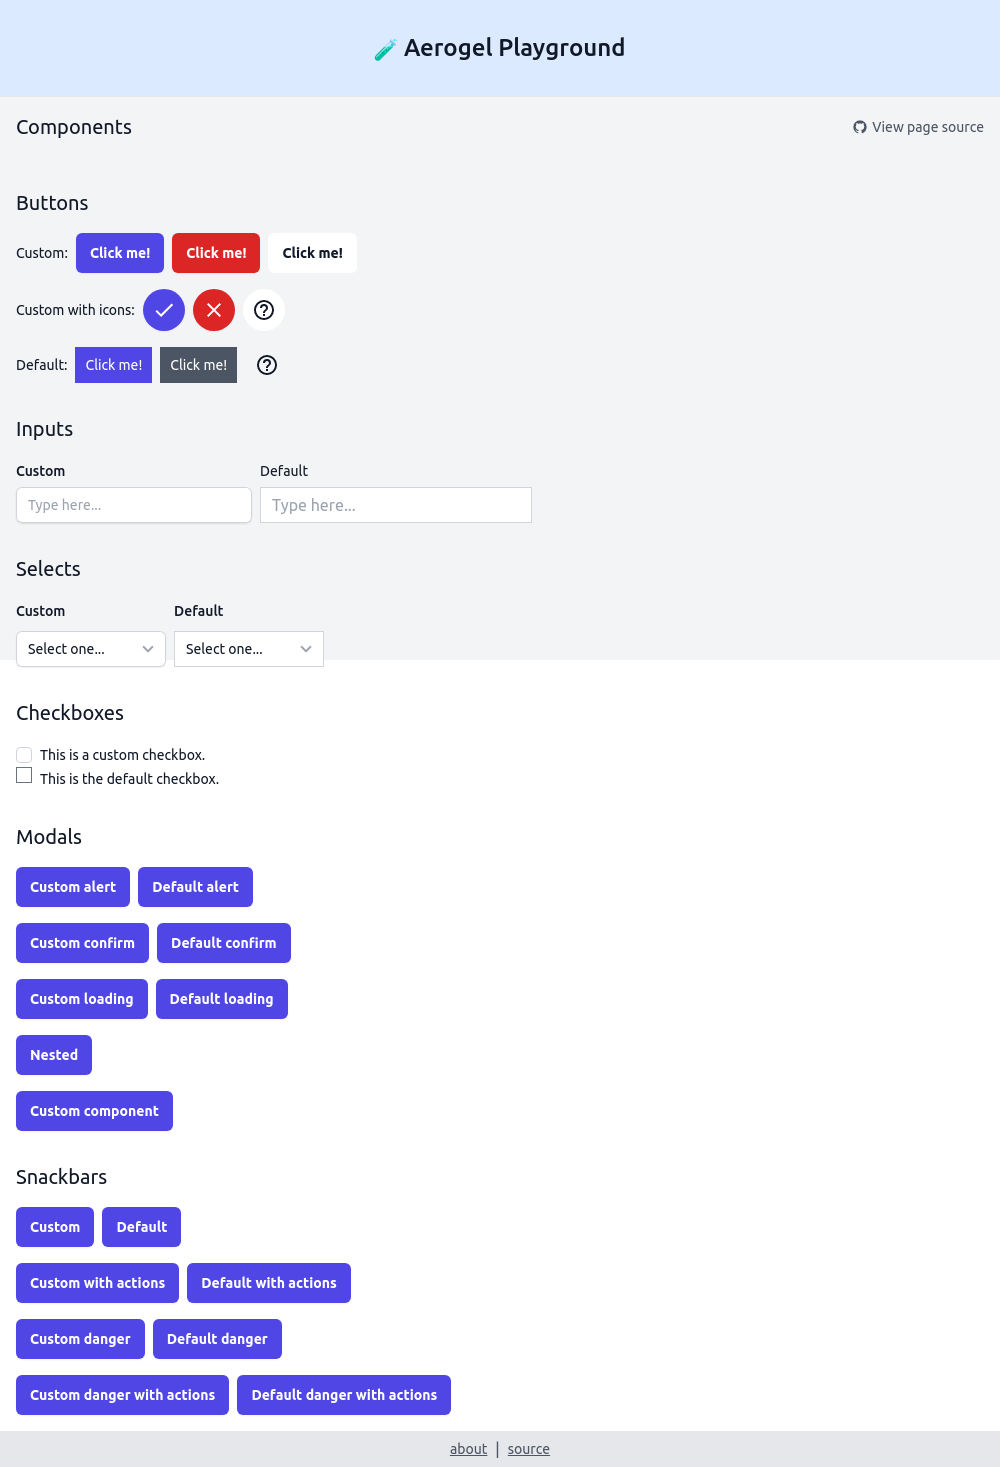 Aerogel Playground
Components
View page source
Buttons
Custom: Click me! Click me! Click me!
Custom with icons:
Default: Click me! Click me!
Inputs
Custom Default
Type here... Type here...
Selects
Custom Default
Select one... Select one...
Checkboxes
This is a custom checkbox.
This is the default checkbox.
Modals
Custom alert Default alert
Custom confirm Default confirm
Custom loading Default loading
Nested
Custom component
Snackbars
Custom Default
Custom with actions Default with actions
Custom danger Default danger
Custom danger with actions Default danger with actions
about | source